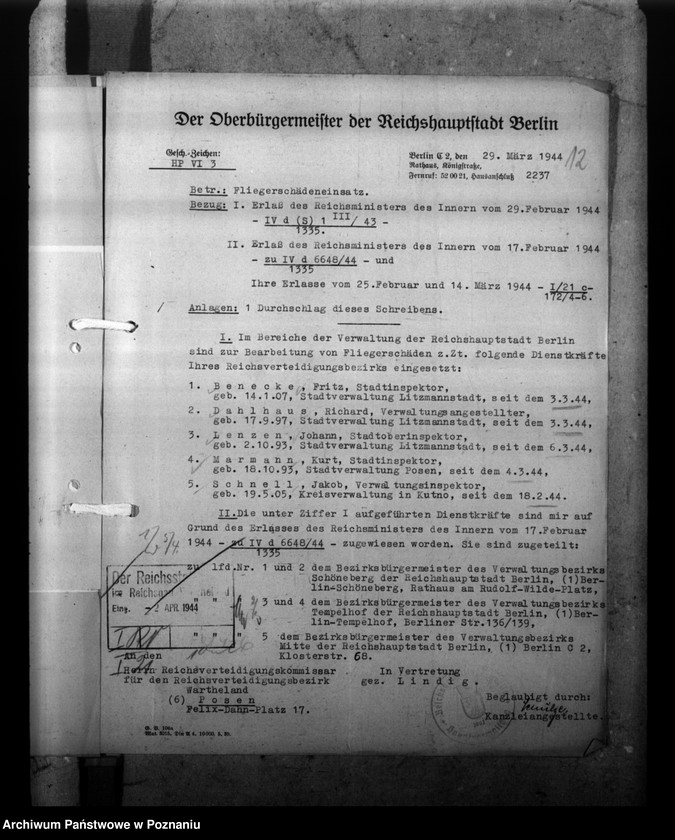 Der Oberbürgermeister der Reichshauptstadt Berlin
Gesch.-Zeichen:
HP VI 3
Berlin C 2, den 29. März 1944
12
Rathaus, Königstraße,
Fernruf: 52 00 21, Hausanschluß 2237
Betr.: Fliegerschädeneinsatz.
Bezug: I. Erlaß des Reichsministers des Innern vom 29.Februar 1944
- IV d (S) 1 III/ 43 -
1335.
II. Erlaß des Reichsministers des Innern vom 17.Februar 1944
- zu IV d 6648/44 - und
1335
Ihre Erlasse vom 25.Februar und 14. März 1944 - I/21 c-
172/4-6.
Anlagen: 1 Durchschlag dieses Schreibens.
I. Im Bereiche der Verwaltung der Reichshauptstadt Berlin
sind zur Bearbeitung von Fliegerschäden z.Zt. folgende Dienstkräfte
Ihres Reichsverteidigungsbezirks eingesetzt:
1. B e n e c k e , Fritz, Stadtinspektor,
geb. 14.1.07, Stadtverwaltung Litzmannstadt, seit dem 3.3.44,
2. D a h l h a u s , Richard, Verwaltungsangestellter,
geb. 17.9.97, Stadtverwaltung Litzmannstadt, seit dem 3.3.44,
3. L e n z e n , Johann, Stadtoberinspektor,
geb. 2.10.93, Stadtverwaltung Litzmannstadt, seit dem 6.3.44,
4. M a r m a n n , Kurt, Stadtinspektor,
geb. 18.10.93, Stadtverwaltung Posen, seit dem 4.3.44,
5. S c h n e l l , Jakob, Verwaltungsinspektor,
geb. 19.5.05, Kreisverwaltung in Kutno, seit dem 18.2.44.
II.Die unter Ziffer I aufgeführten Dienstkräfte sind mir auf
Grund des Erlasses des Reichsministers des Innern vom 17.Februar
1944 - zu IV d 6648/44 - zugewiesen worden. Sie sind zugeteilt:
1335
zu lfd.Nr. 1 und 2 dem Bezirksbürgermeister des Verwaltungsbezirks
Schöneberg der Reichshauptstadt Berlin, (1)Ber-
lin-Schöneberg, Rathaus am Rudolf-Wilde-Platz,
" " 3 und 4 dem Bezirksbürgermeister des Verwaltungsbezirks
Tempelhof der Reichshauptstadt Berlin, (1)Ber-
lin-Tempelhof, Berliner Str.136/139,
" " " 5 dem Bezirksbürgermeister des Verwaltungsbezirks
Mitte der Reichshauptstadt Berlin, (1) Berlin C 2,
Klosterstr. 68.
Der Reichsst
Eing. 2 APR. 1944
An den
Herrn Reichsverteidigungskommissar
für den Reichsverteidigungsbezirk
Wartheland
(6) P o s e n
Felix-Dahn-Platz 17.
In Vertretung
gez. L i n d i g .
Beglaubigt durch:
Kanzleiangestellte.
Archiwum Państwowe w Poznaniu